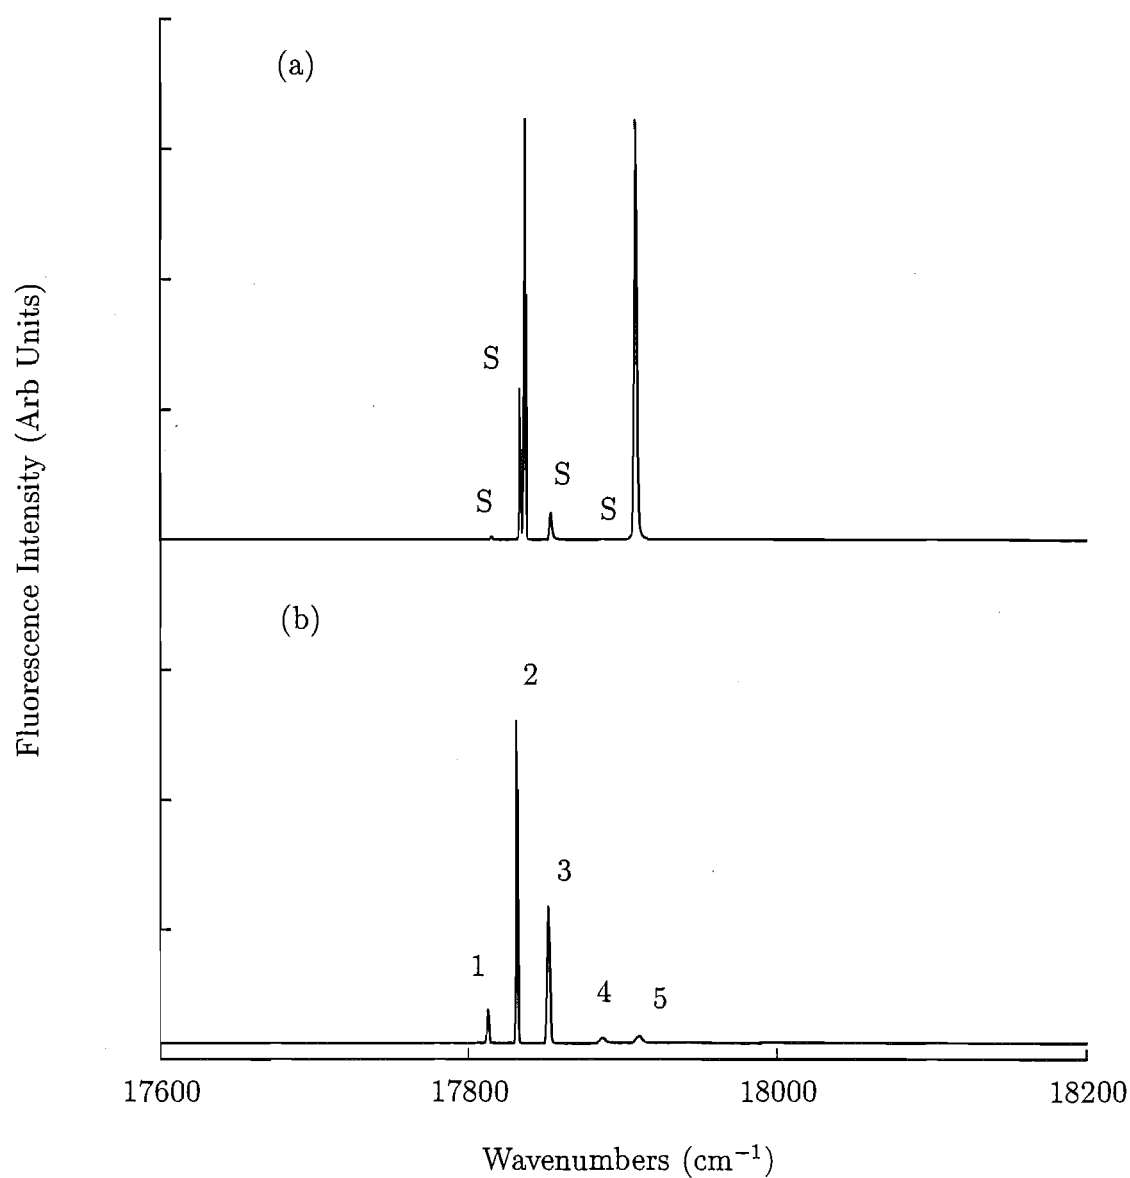 (a)
S
S
S
S
(b)
2
3
1
4
5
17600
17800
18000
18200
Wavenumbers (cm⁻¹)
Fluorescence Intensity (Arb Units)